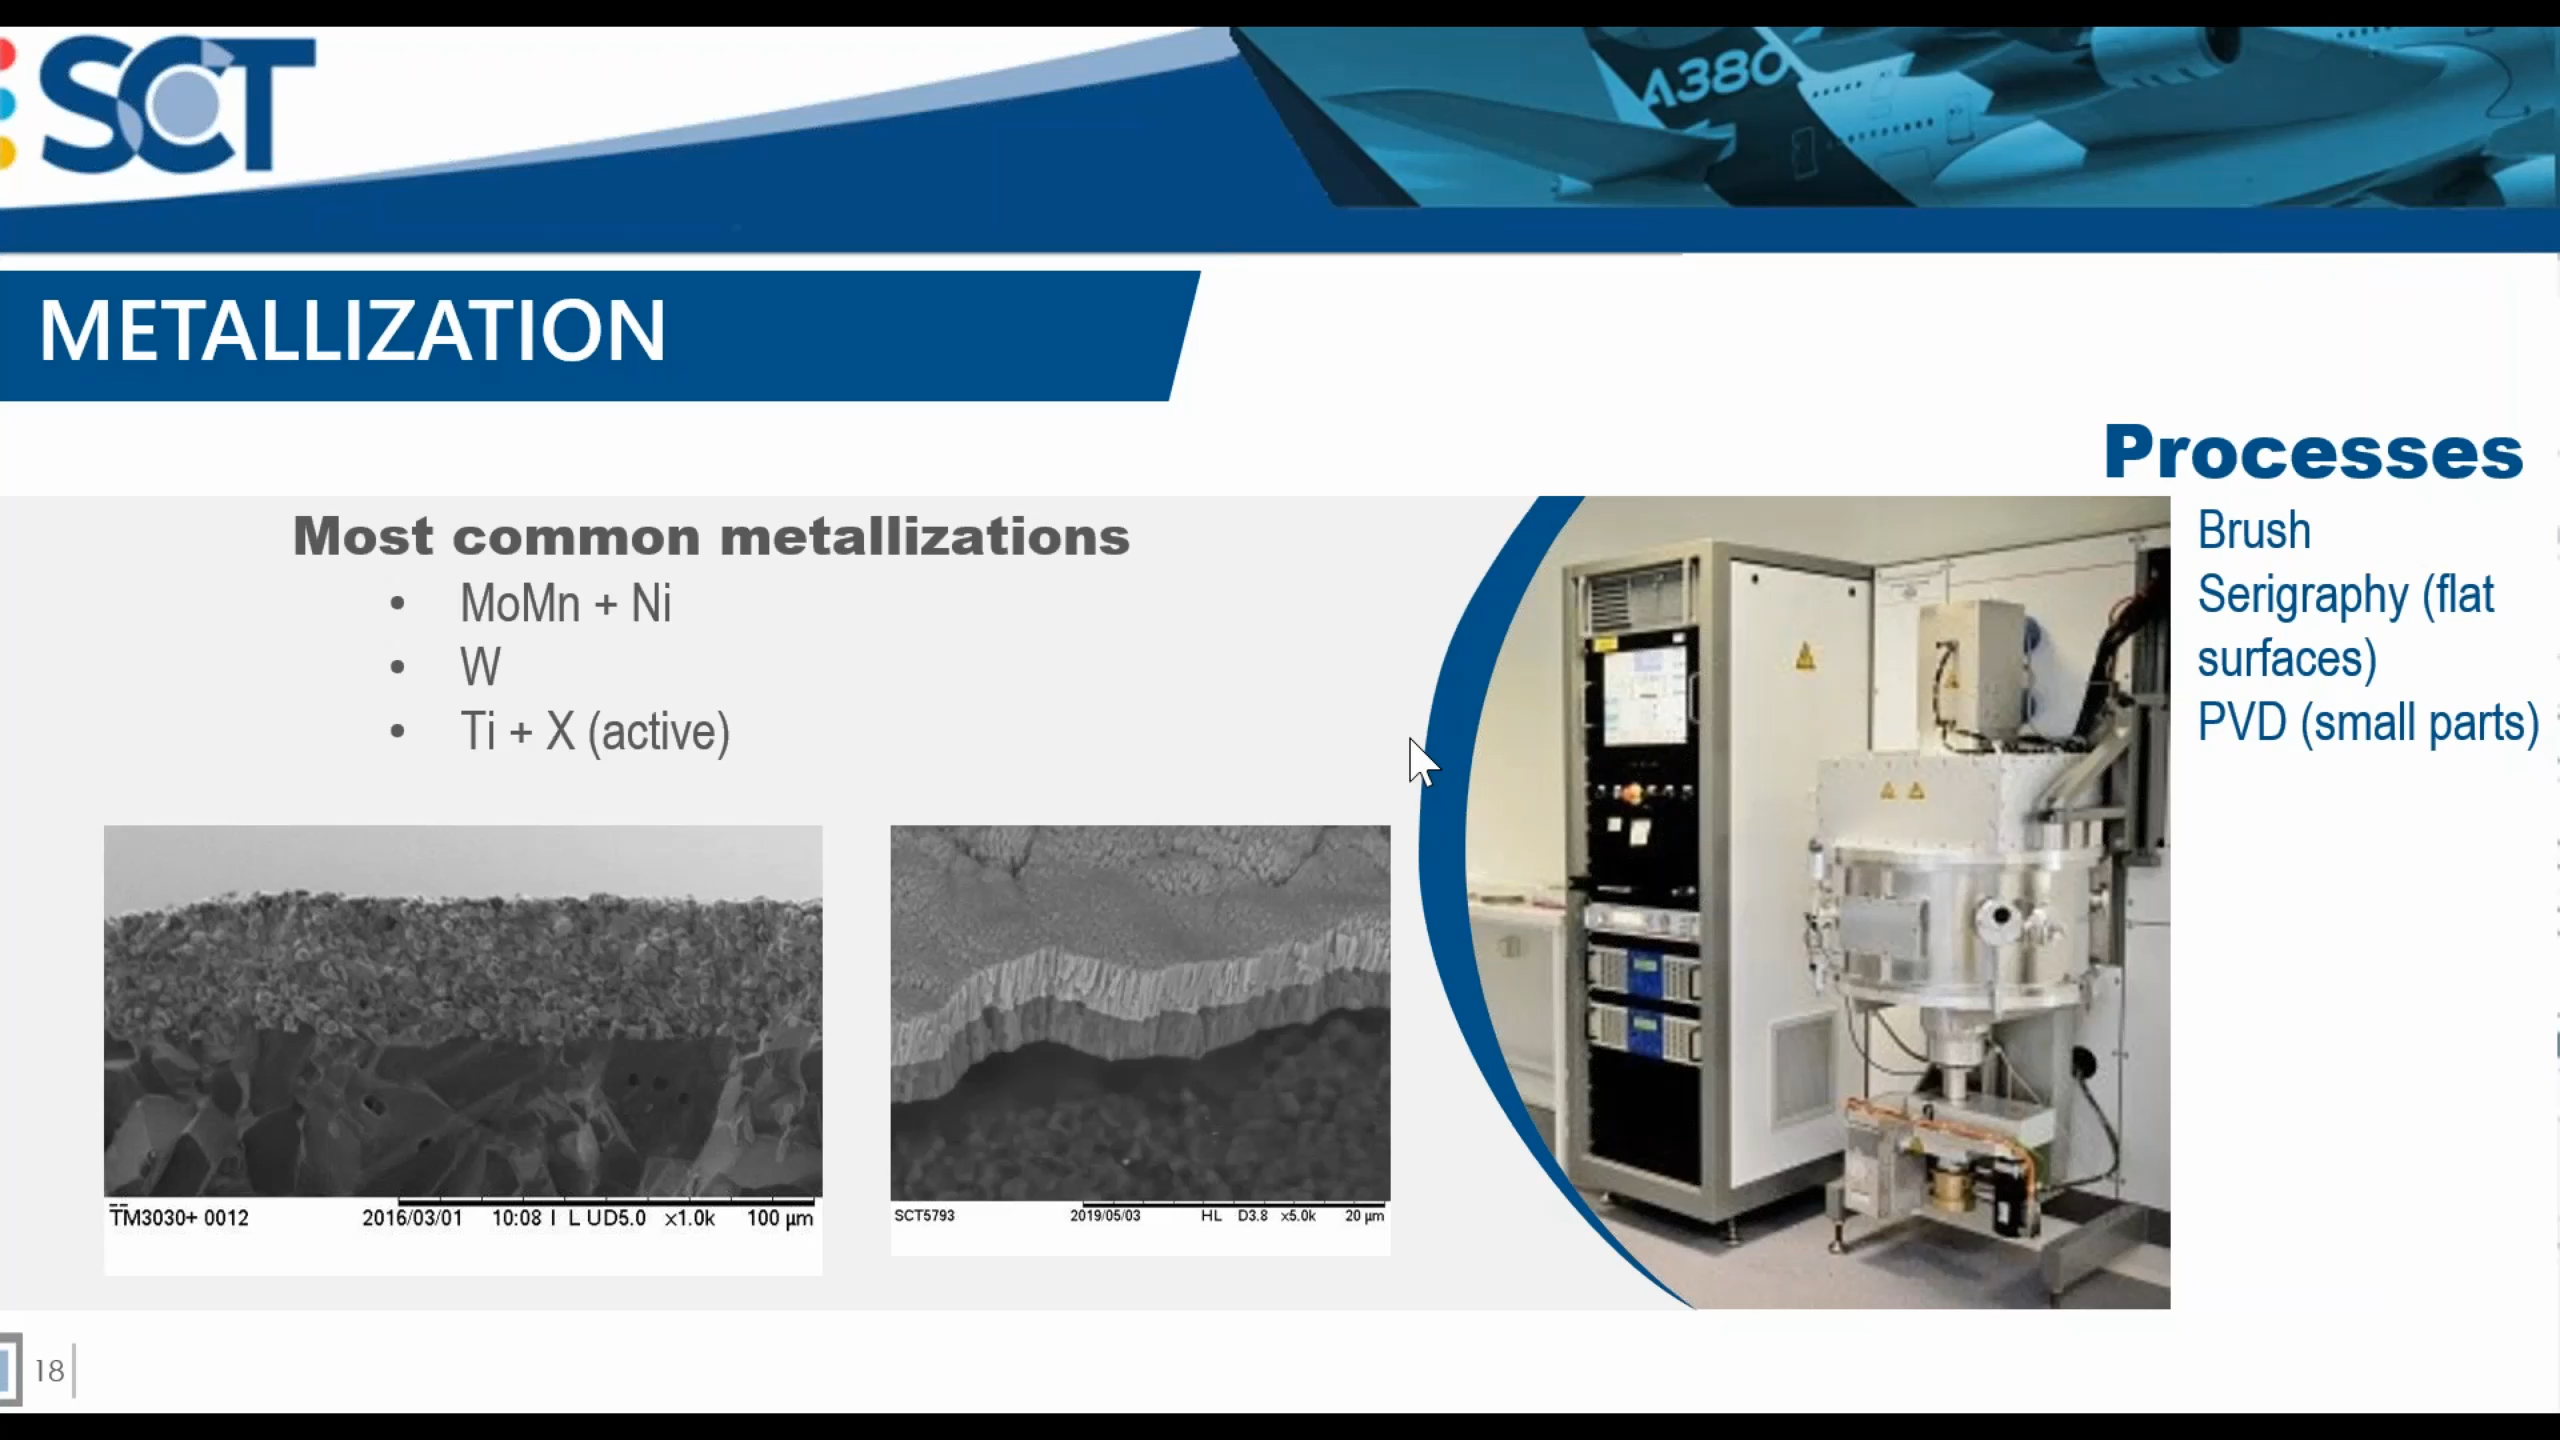 SCT
A380
METALLIZATION
Processes
Most common metallizations
• MoMn + Ni
• W
• Ti + X (active)
Brush
Serigraphy (flat
surfaces)
PVD (small parts)
TM3030+ 0012 2016/03/01 10:08 I L UD5.0 x1.0k 100 µm
SCT5793 2019/05/03 HL D3.8 x5.0k 20 µm
18